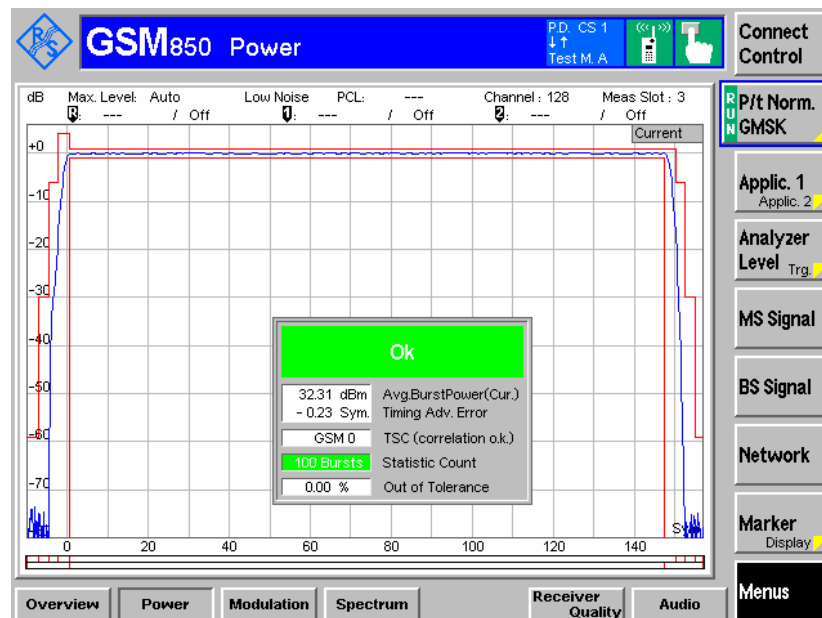 R&S
GSM850 Power
P.D. CS 1
↓↑
Test M. A
Connect
Control
dB Max. Level: Auto Low Noise PCL: --- Channel : 128 Meas Slot : 3
R: --- / Off 1: --- / Off 2: --- / Off
Current
RUN
P/t Norm.
GMSK
+0
-10
-20
-30
-40
-50
-60
-70
Applic. 1
Applic. 2
Analyzer
Level Trg.
MS Signal
BS Signal
Network
Marker
Display
Menus
Ok
32.31 dBm Avg.BurstPower(Cur.)
- 0.23 Sym. Timing Adv. Error
GSM 0 TSC (correlation o.k.)
100 Bursts Statistic Count
0.00 % Out of Tolerance
0 20 40 60 80 100 120 140
Overview Power Modulation Spectrum Receiver Quality Audio